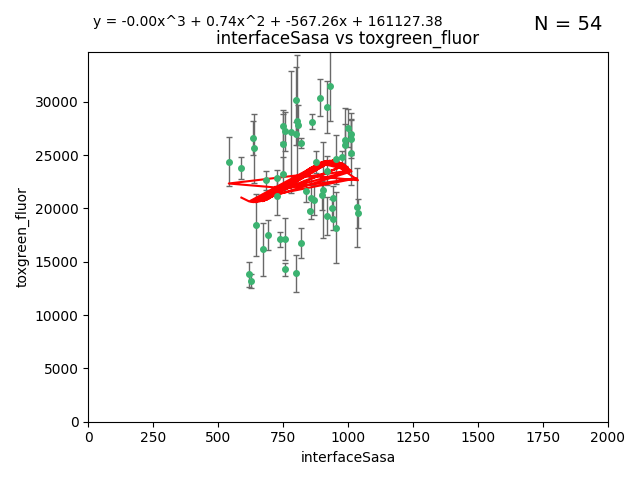 y = -0.00x^3 + 0.74x^2 + -567.26x + 161127.38
N = 54
interfaceSasa vs toxgreen_fluor
30000
25000
20000
15000
10000
5000
0
toxgreen_fluor
0 250 500 750 1000 1250 1500 1750 2000
interfaceSasa